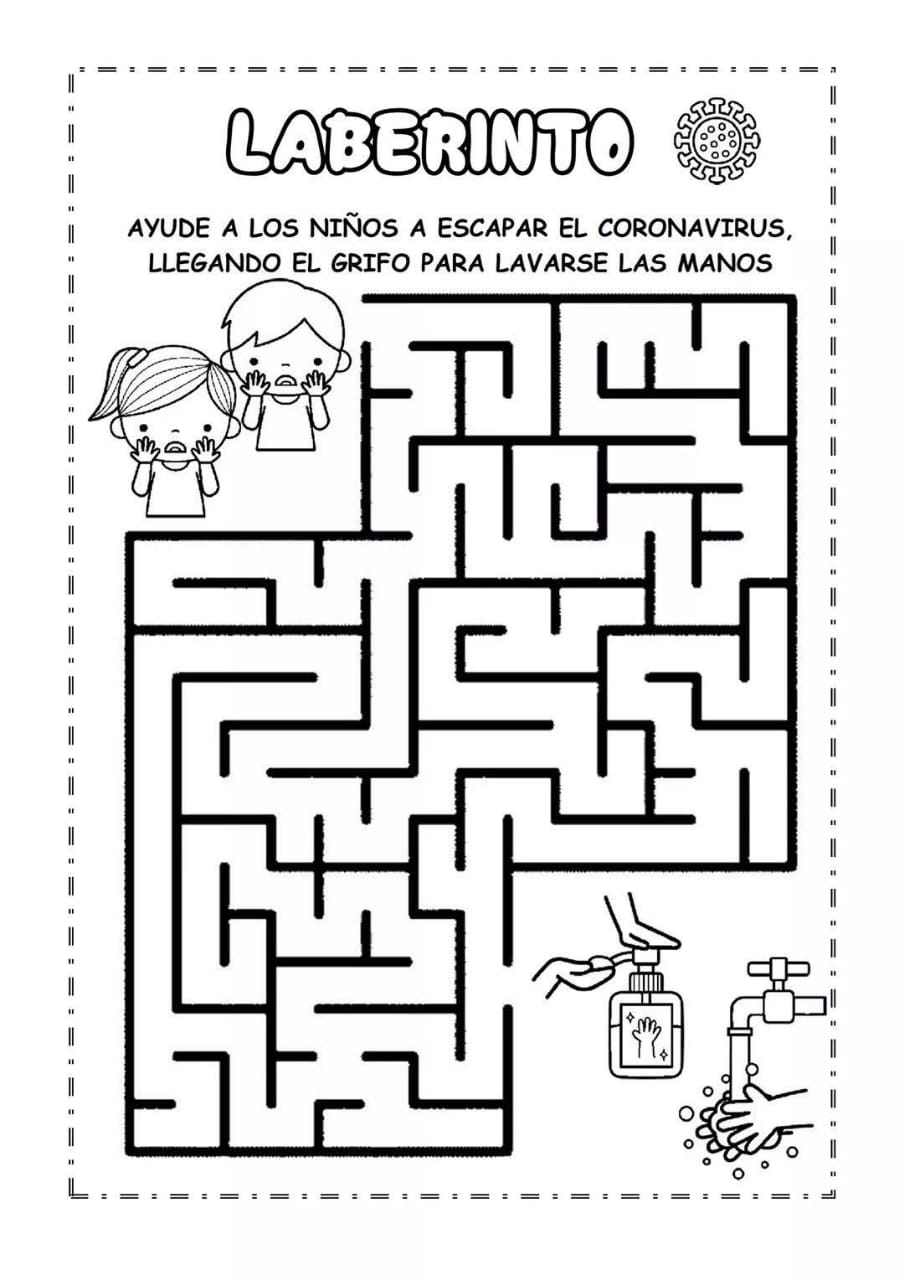 LABERINTO
AYUDE A LOS NIÑOS A ESCAPAR EL CORONAVIRUS,
LLEGANDO EL GRIFO PARA LAVARSE LAS MANOS